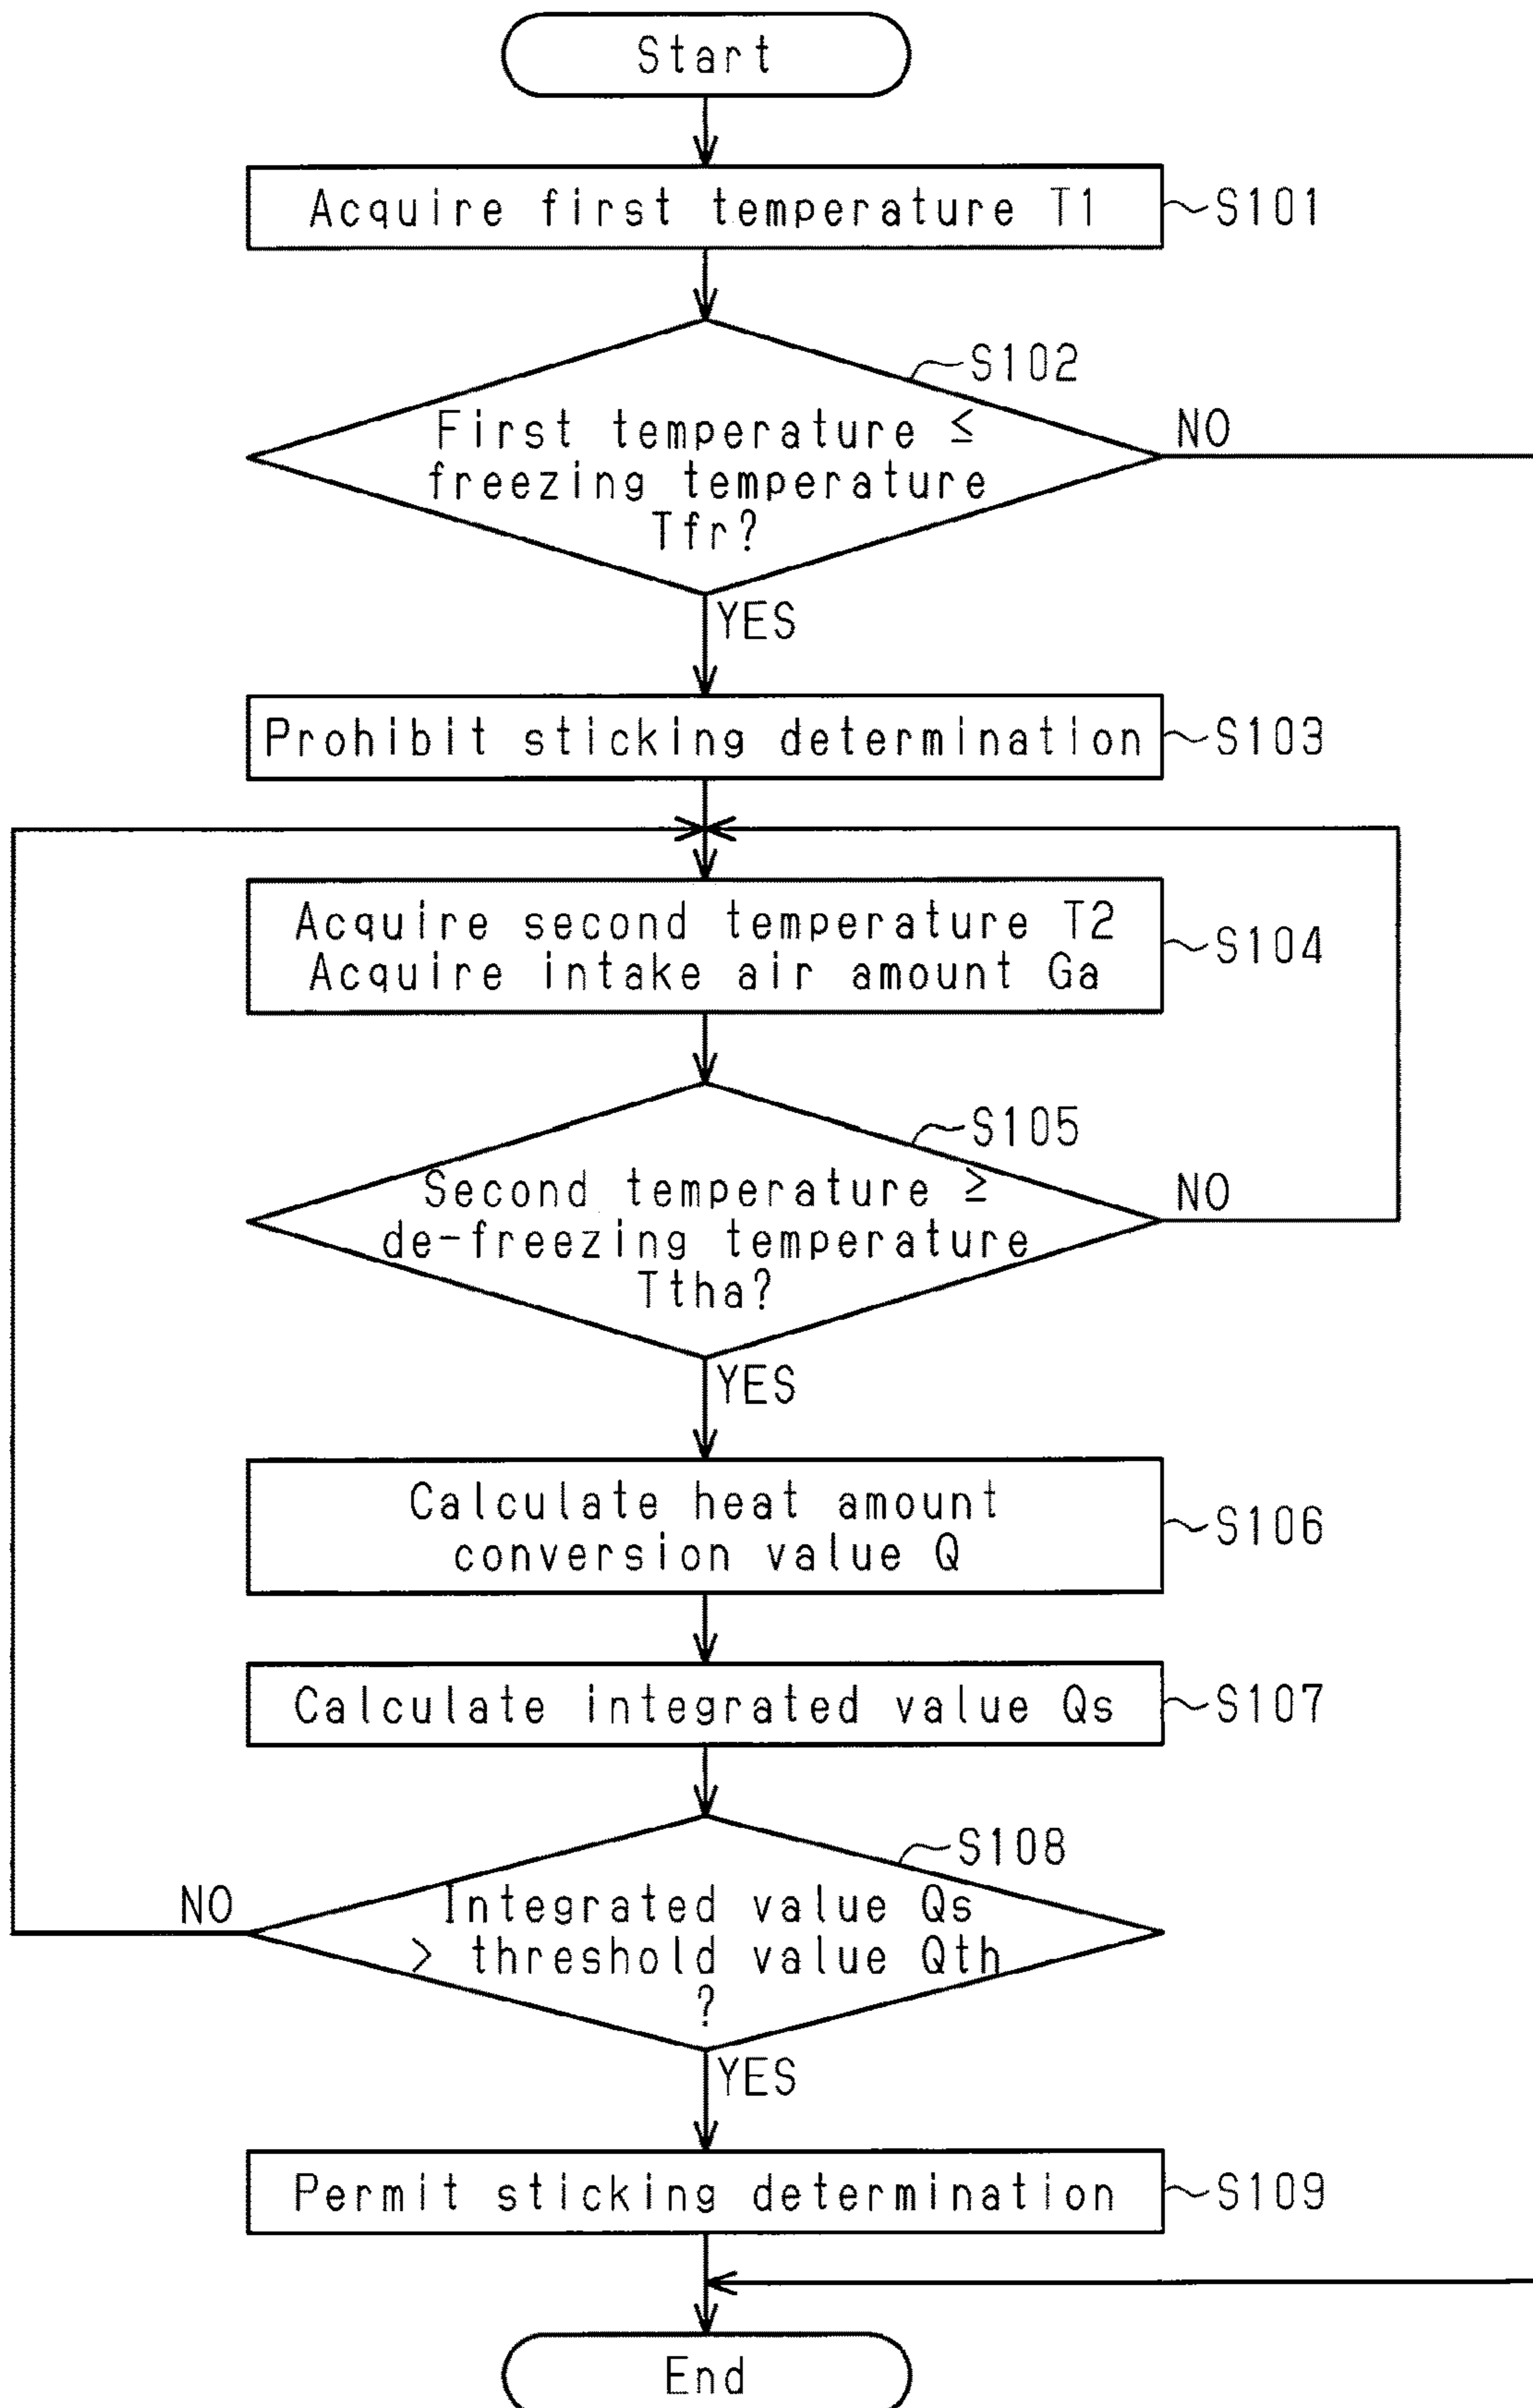 Start
Acquire first temperature T1
S101
S102
First temperature ≤
freezing temperature
Tfr?
NO
YES
Prohibit sticking determination
S103
Acquire second temperature T2
Acquire intake air amount Ga
S104
S105
Second temperature ≥
de-freezing temperature
Ttha?
NO
YES
Calculate heat amount
conversion value Q
S106
Calculate integrated value Qs
S107
S108
Integrated value Qs
> threshold value Qth
?
NO
YES
Permit sticking determination
S109
End